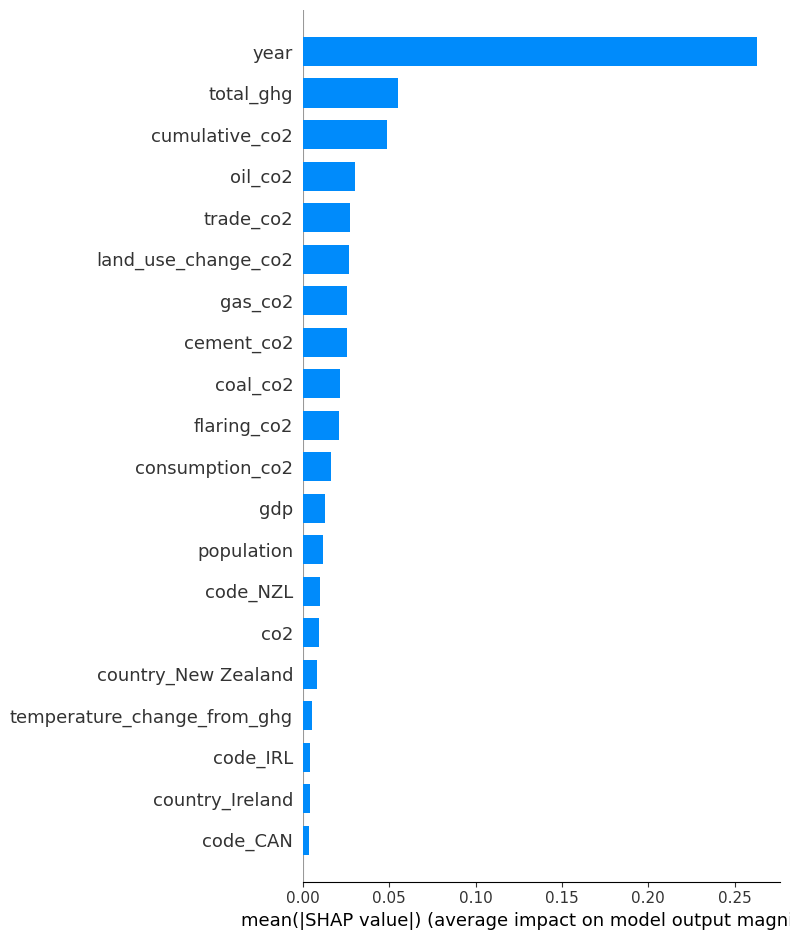 year
total_ghg
cumulative_co2
oil_co2
trade_co2
land_use_change_co2
gas_co2
cement_co2
coal_co2
flaring_co2
consumption_co2
gdp
population
code_NZL
co2
country_New Zealand
temperature_change_from_ghg
code_IRL
country_Ireland
code_CAN
0.00 0.05 0.10 0.15 0.20 0.25
mean(|SHAP value|) (average impact on model output magni